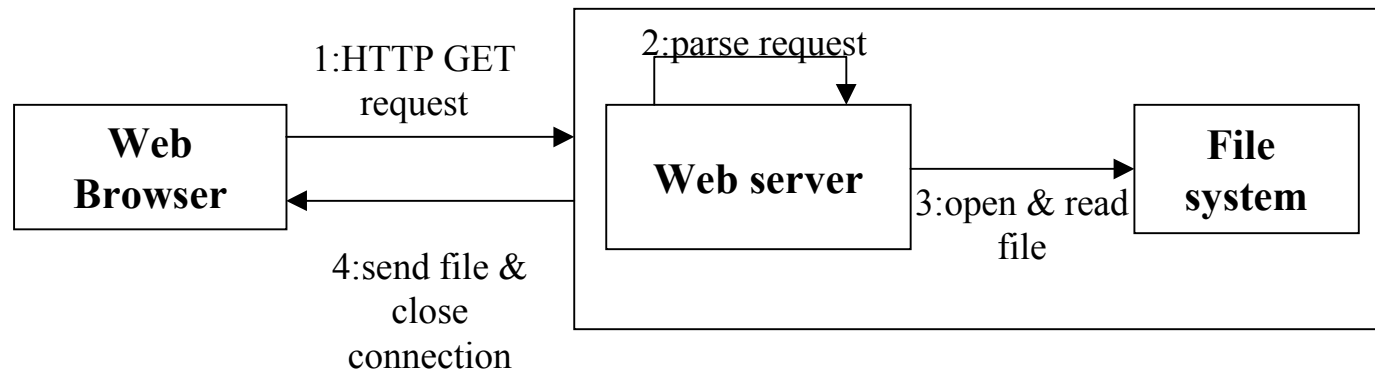 1:HTTP GET
request
2:parse request
Web
Browser
Web server
File
system
3:open & read
file
4:send file &
close
connection